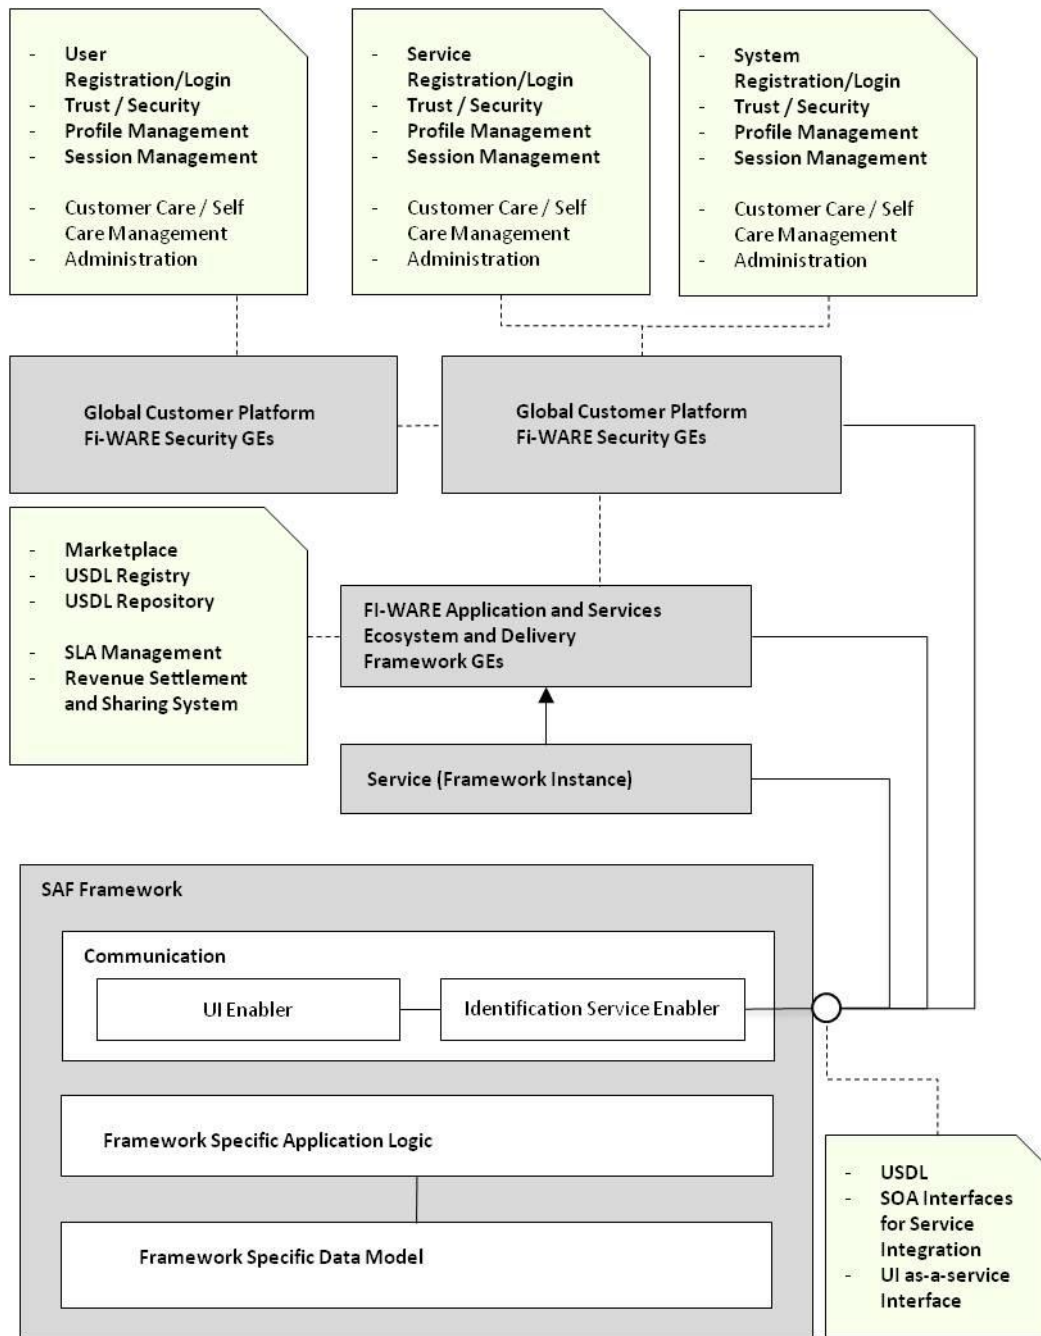 - User
Registration/Login
- Trust / Security
- Profile Management
- Session Management
- Customer Care / Self
Care Management
- Administration
- Service
Registration/Login
- Trust / Security
- Profile Management
- Session Management
- Customer Care / Self
Care Management
- Administration
- System
Registration/Login
- Trust / Security
- Profile Management
- Session Management
- Customer Care / Self
Care Management
- Administration
Global Customer Platform
Fi-WARE Security GEs
Global Customer Platform
Fi-WARE Security GEs
- Marketplace
- USDL Registry
- USDL Repository
- SLA Management
- Revenue Settlement
and Sharing System
FI-WARE Application and Services
Ecosystem and Delivery
Framework GEs
Service (Framework Instance)
SAF Framework
Communication
UI Enabler
Identification Service Enabler
Framework Specific Application Logic
Framework Specific Data Model
- USDL
- SOA Interfaces
for Service
Integration
- UI as-a-service
Interface